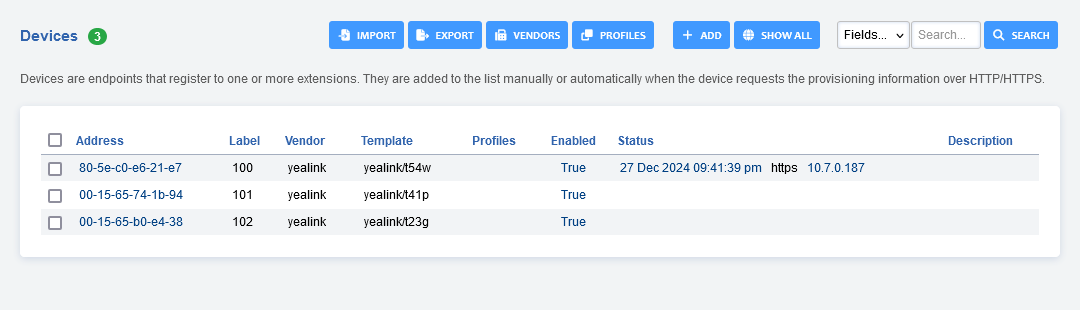 Devices 3 IMPORT EXPORT VENDORS PROFILES ADD SHOW ALL Fields... Search... SEARCH
Devices are endpoints that register to one or more extensions. They are added to the list manually or automatically when the device requests the provisioning information over HTTP/HTTPS.
Address Label Vendor Template Profiles Enabled Status Description
80-5e-c0-e6-21-e7 100 yealink yealink/t54w True 27 Dec 2024 09:41:39 pm https 10.7.0.187
00-15-65-74-1b-94 101 yealink yealink/t41p True
00-15-65-b0-e4-38 102 yealink yealink/t23g True